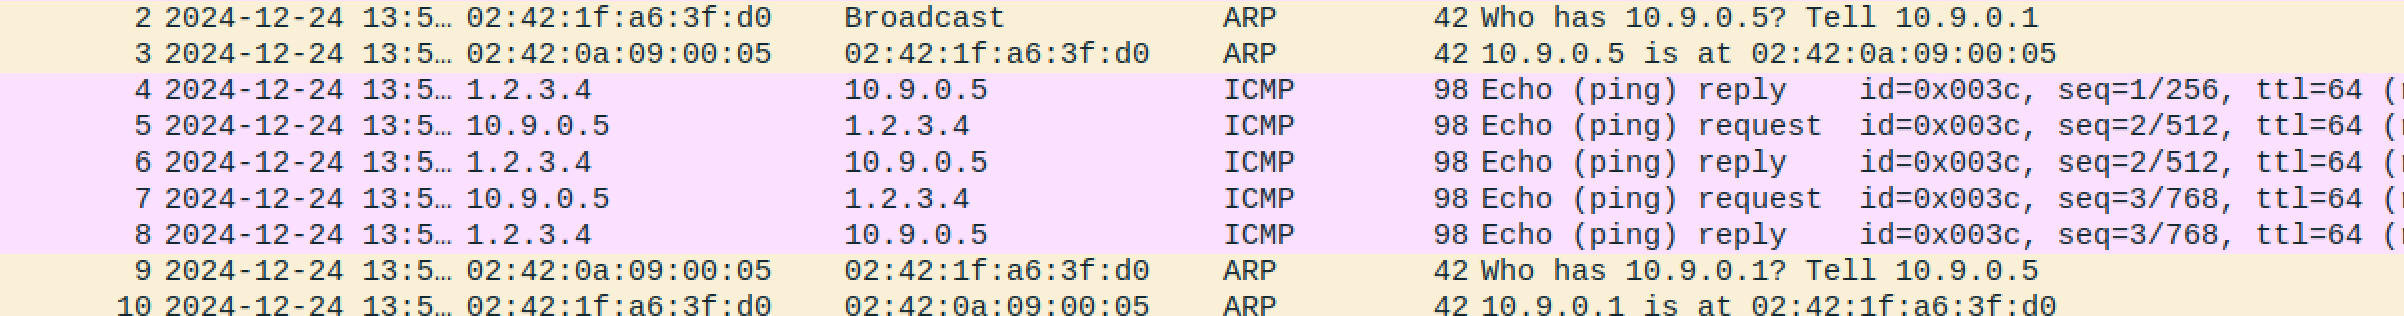 2 2024-12-24 13:5… 02:42:1f:a6:3f:d0 Broadcast ARP 42 Who has 10.9.0.5? Tell 10.9.0.1
3 2024-12-24 13:5… 02:42:0a:09:00:05 02:42:1f:a6:3f:d0 ARP 42 10.9.0.5 is at 02:42:0a:09:00:05
4 2024-12-24 13:5… 1.2.3.4 10.9.0.5 ICMP 98 Echo (ping) reply id=0x003c, seq=1/256, ttl=64 (
5 2024-12-24 13:5… 10.9.0.5 1.2.3.4 ICMP 98 Echo (ping) request id=0x003c, seq=2/512, ttl=64 (
6 2024-12-24 13:5… 1.2.3.4 10.9.0.5 ICMP 98 Echo (ping) reply id=0x003c, seq=2/512, ttl=64 (
7 2024-12-24 13:5… 10.9.0.5 1.2.3.4 ICMP 98 Echo (ping) request id=0x003c, seq=3/768, ttl=64 (
8 2024-12-24 13:5… 1.2.3.4 10.9.0.5 ICMP 98 Echo (ping) reply id=0x003c, seq=3/768, ttl=64 (
9 2024-12-24 13:5… 02:42:0a:09:00:05 02:42:1f:a6:3f:d0 ARP 42 Who has 10.9.0.1? Tell 10.9.0.5
10 2024-12-24 13:5… 02:42:1f:a6:3f:d0 02:42:0a:09:00:05 ARP 42 10.9.0.1 is at 02:42:1f:a6:3f:d0